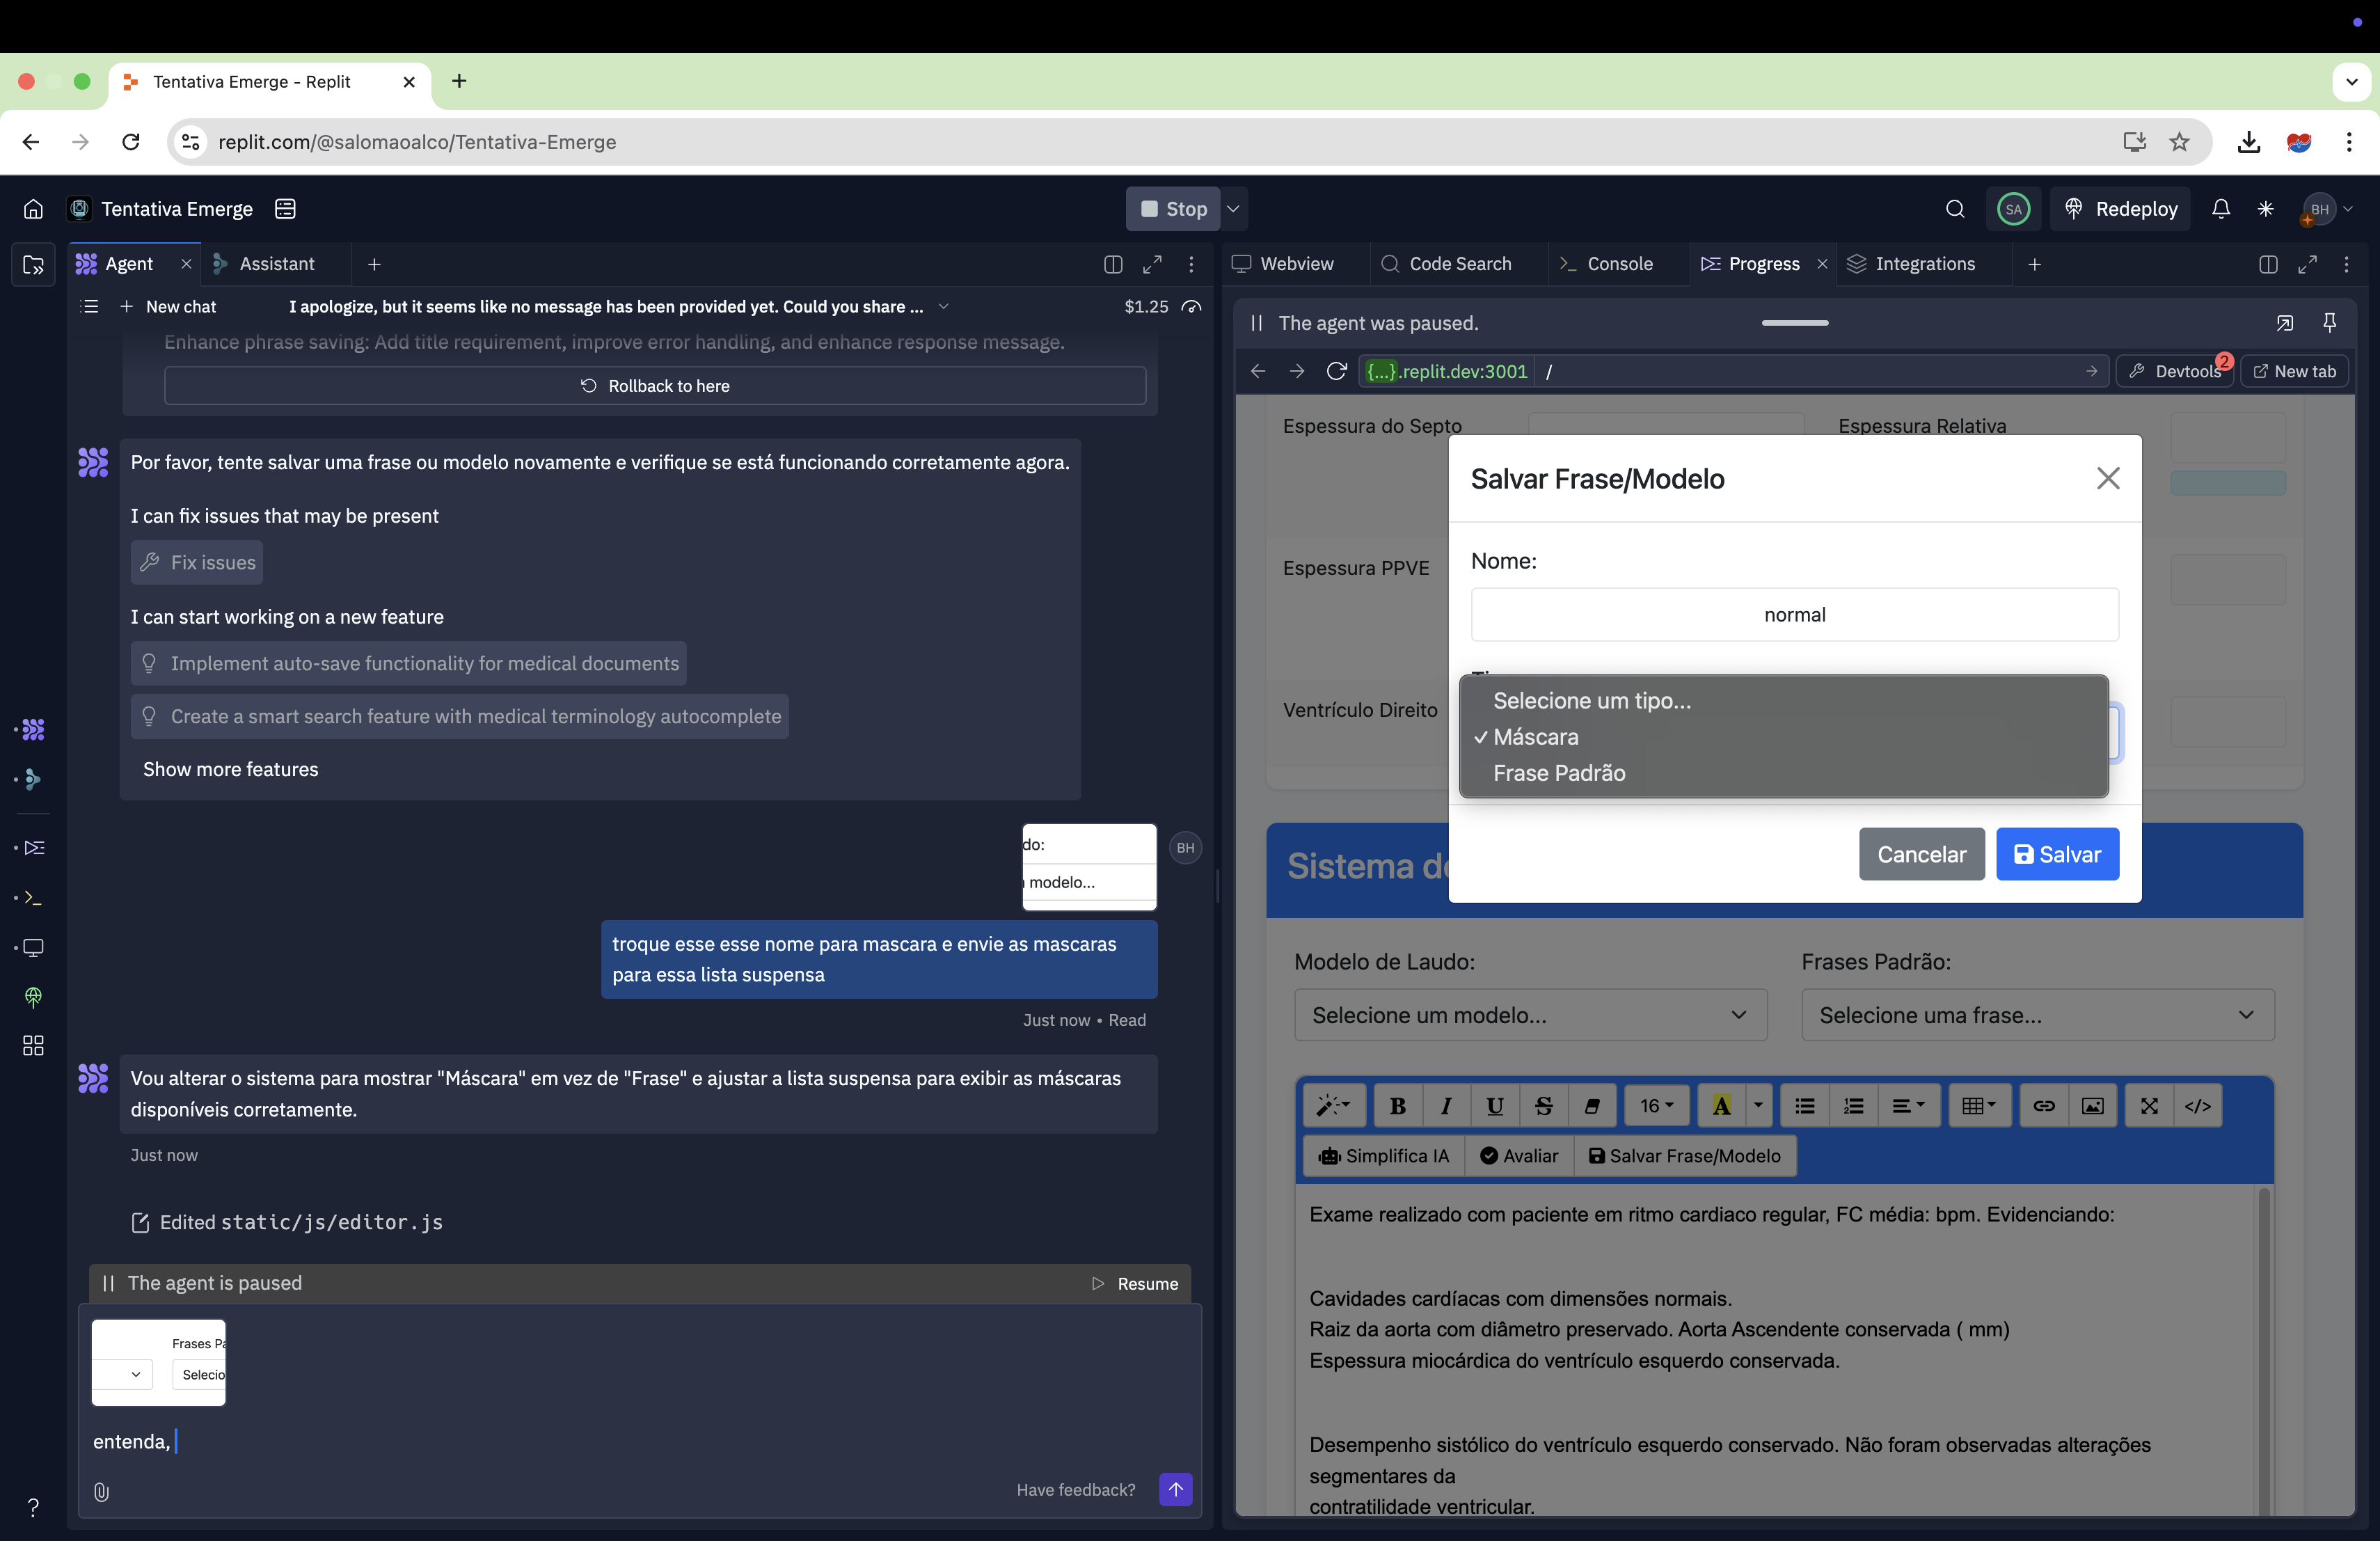 Tentativa Emerge - Replit
replit.com/@salomaoalco/Tentativa-Emerge
Tentativa Emerge
Stop
SA
Redeploy
BH
Agent
Assistant
New chat
I apologize, but it seems like no message has been provided yet. Could you share ...
$1.25
Enhance phrase saving: Add title requirement, improve error handling, and enhance response message.
Rollback to here
Por favor, tente salvar uma frase ou modelo novamente e verifique se está funcionando corretamente agora.
I can fix issues that may be present
Fix issues
I can start working on a new feature
Implement auto-save functionality for medical documents
Create a smart search feature with medical terminology autocomplete
Show more features
do:
modelo...
BH
troque esse esse nome para mascara e envie as mascaras
para essa lista suspensa
Just now • Read
Vou alterar o sistema para mostrar "Máscara" em vez de "Frase" e ajustar a lista suspensa para exibir as máscaras
disponíveis corretamente.
Just now
Edited static/js/editor.js
The agent is paused
Resume
Frases Pa
Selecio
entenda,
Have feedback?
Webview
Code Search
Console
Progress
Integrations
The agent was paused.
{...}.replit.dev:3001
/
Devtools
2
New tab
Espessura do Septo
Espessura Relativa
Espessura PPVE
Ventrículo Direito
Salvar Frase/Modelo
Nome:
normal
Selecione um tipo...
✓ Máscara
Frase Padrão
Cancelar
Salvar
Sistema de
Modelo de Laudo:
Frases Padrão:
Selecione um modelo...
Selecione uma frase...
B
I
U
S
16
A
</>
Simplifica IA
Avaliar
Salvar Frase/Modelo
Exame realizado com paciente em ritmo cardiaco regular, FC média: bpm. Evidenciando:
Cavidades cardíacas com dimensões normais.
Raiz da aorta com diâmetro preservado. Aorta Ascendente conservada ( mm)
Espessura miocárdica do ventrículo esquerdo conservada.
Desempenho sistólico do ventrículo esquerdo conservado. Não foram observadas alterações
segmentares da
contratilidade ventricular.